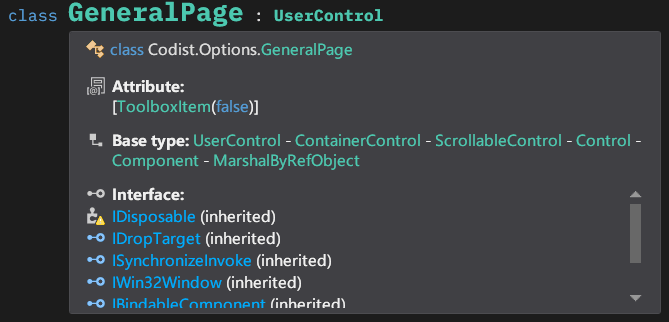 class GeneralPage : UserControl
class Codist.Options.GeneralPage
Attribute:
[ToolboxItem(false)]
Base type: UserControl - ContainerControl - ScrollableControl - Control -
Component - MarshalByRefObject
Interface:
IDisposable (inherited)
IDropTarget (inherited)
ISynchronizeInvoke (inherited)
IWin32Window (inherited)
IBindableComponent (inherited)